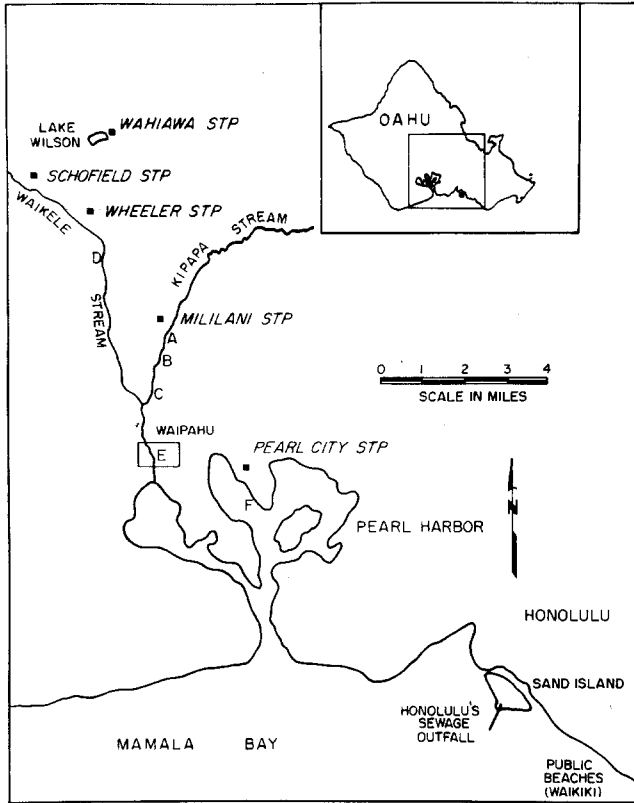 OAHU
LAKE
WILSON
WAHIAWA STP
SCHOFIELD STP
WAIKELE
WHEELER STP
KIPAPA
STREAM
D
STREAM
MILILANI STP
A
B
C
0 1 2 3 4
SCALE IN MILES
WAIPAHU
E
PEARL CITY STP
F
N
PEARL HARBOR
HONOLULU
SAND ISLAND
HONOLULU'S
SEWAGE
OUTFALL
MAMALA BAY
PUBLIC
BEACHES
(WAIKIKI)